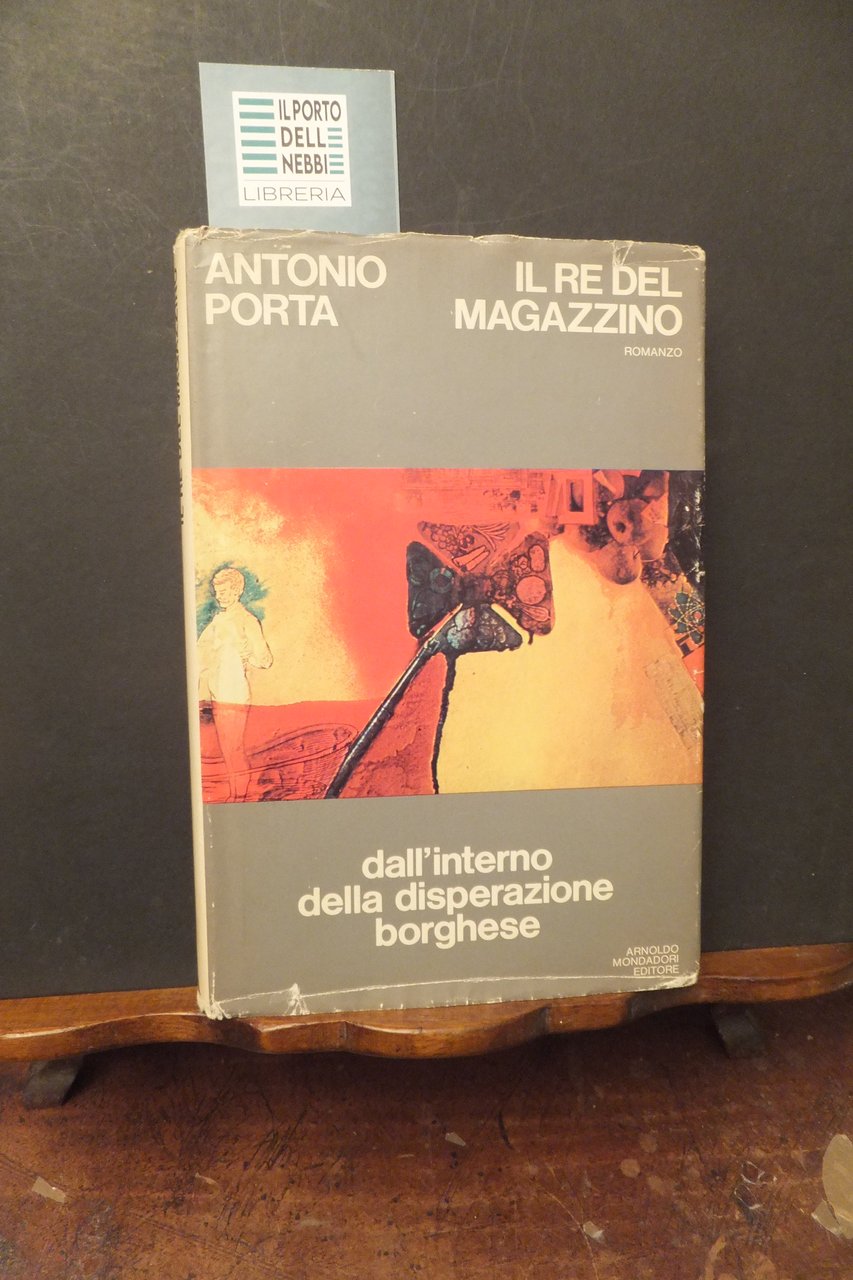 IL PORTO
DELL
NEBBI
LIBRERIA
ANTONIO
PORTA
IL RE DEL
MAGAZZINO
ROMANZO
dall'interno
della disperazione
borghese
ARNOLDO
MONDADORI
EDITORE